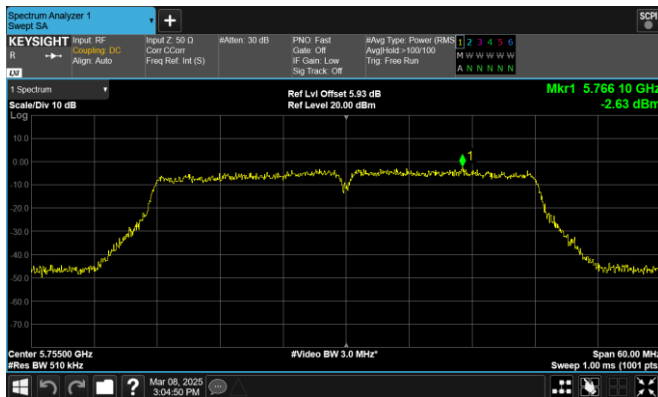 Spectrum Analyzer 1
Swept SA
SCPI
KEYSIGHT
R
LXI
Input: RF
Coupling: DC
Align: Auto
Input Z: 50 Ω
Corr CCorr
Freq Ref: Int (S)
#Atten: 30 dB
PNO: Fast
Gate: Off
IF Gain: Low
Sig Track: Off
#Avg Type: Power (RMS
Avg|Hold:>100/100
Trig: Free Run
1 2 3 4 5 6
M W W W W W
A N N N N N
1 Spectrum
Scale/Div 10 dB
Log
Ref Lvl Offset 5.93 dB
Ref Level 20.00 dBm
Mkr1 5.766 10 GHz
-2.63 dBm
1
10.0
0.00
-10.0
-20.0
-30.0
-40.0
-50.0
-60.0
-70.0
Center 5.75500 GHz
#Res BW 510 kHz
#Video BW 3.0 MHz*
Span 60.00 MHz
Sweep 1.00 ms (1001 pts)
?
Mar 08, 2025
3:04:50 PM